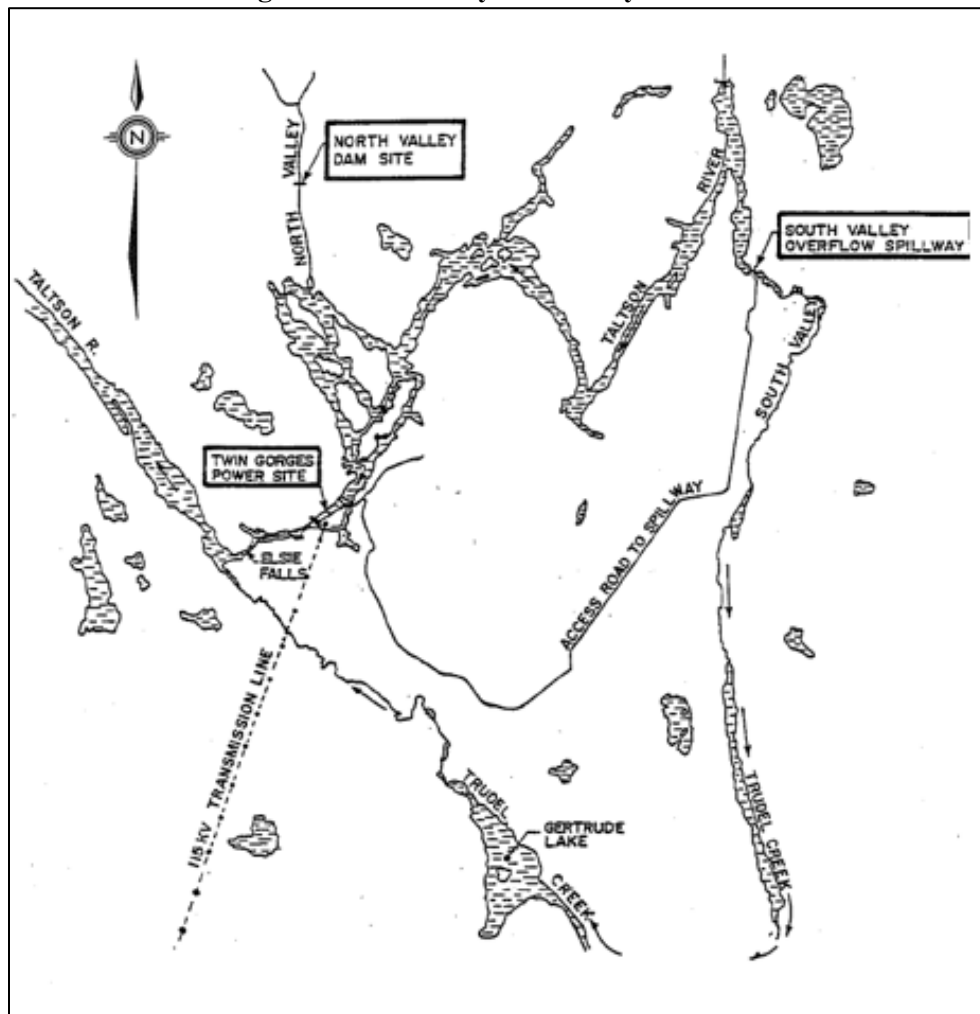 N
NORTH VALLEY
DAM SITE
NORTH VALLEY
TALTSON RIVER
SOUTH VALLEY
OVERFLOW SPILLWAY
TALTSON R.
SOUTH VALLEY
TWIN GORGES
POWER SITE
ELSIE
FALLS
ACCESS ROAD TO SPILLWAY
115 KV TRANSMISSION LINE
TRUDEL CREEK
GERTRUDE
LAKE
TRUDEL CREEK